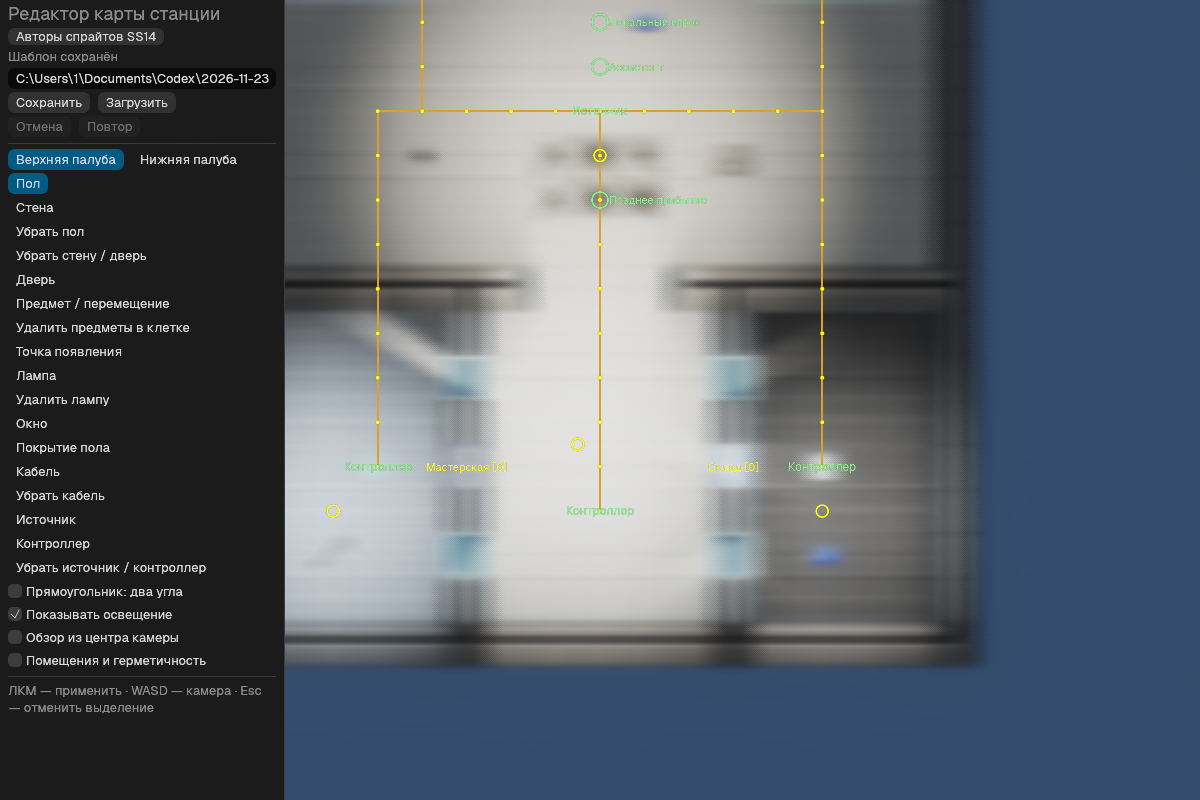 Редактор карты станции
Авторы спрайтов SS14
Шаблон сохранён
C:\Users\1\Documents\Codex\2026-11-23
Сохранить Загрузить
Отмена Повтор
Верхняя палуба Нижняя палуба
Пол
Стена
Убрать пол
Убрать стену / дверь
Дверь
Предмет / перемещение
Удалить предметы в клетке
Точка появления
Лампа
Удалить лампу
Окно
Покрытие пола
Кабель
Убрать кабель
Источник
Контроллер
Убрать источник / контроллер
Прямоугольник: два угла
Показывать освещение
Обзор из центра камеры
Помещения и герметичность
ЛКМ — применить · WASD — камера · Esc
— отменить выделение
Ассистент
Источник
Позднее прибытие
Контроллер Мастерская [0] [0] Контроллер
Контроллер